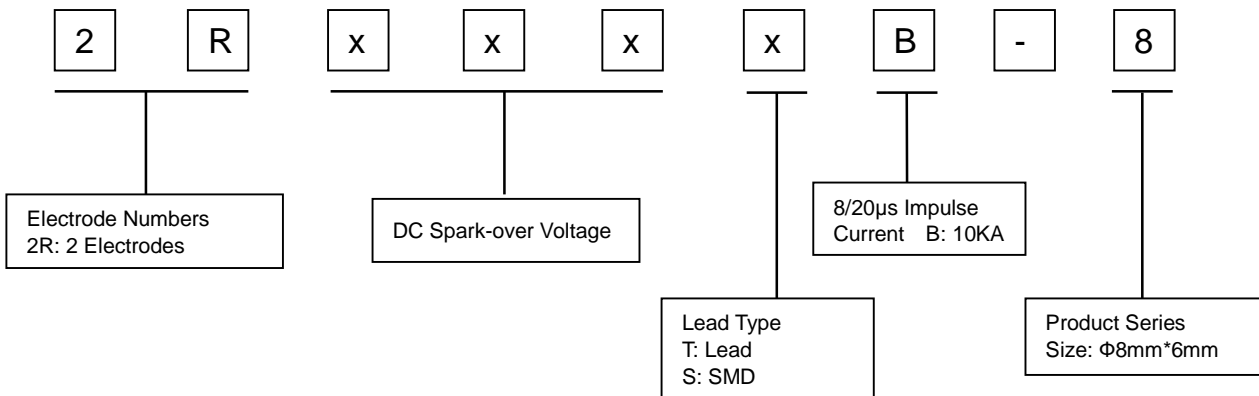 2 R x x x x B - 8
Electrode Numbers
2R: 2 Electrodes
DC Spark-over Voltage
8/20μs Impulse
Current B: 10KA
Lead Type
T: Lead
S: SMD
Product Series
Size: Φ8mm*6mm